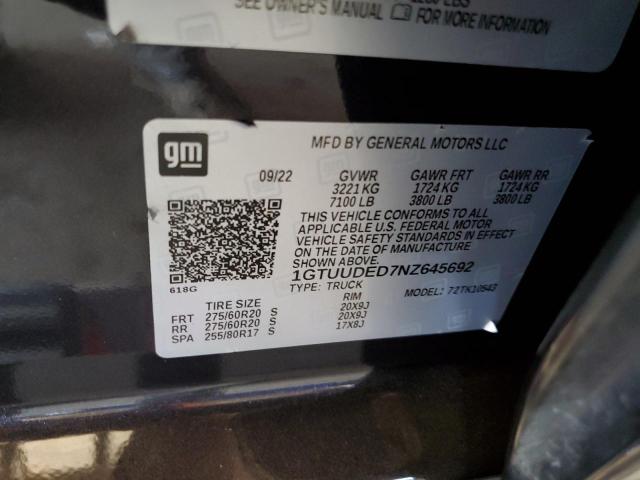 1260 LBS
SEE OWNER'S MANUAL FOR MORE INFORMATION
gm
MFD BY GENERAL MOTORS LLC
09/22 GVWR GAWR FRT GAWR RR
3221 KG 1724 KG 1724 KG
7100 LB 3800 LB 3800 LB
THIS VEHICLE CONFORMS TO ALL
APPLICABLE U.S. FEDERAL MOTOR
VEHICLE SAFETY STANDARDS IN EFFECT
ON THE DATE OF MANUFACTURE
SHOWN ABOVE.
618G
1GTUUDED7NZ645692
TYPE: TRUCK MODEL: 72TK10543
TIRE SIZE RIM
FRT 275/60R20 S 20X9J
RR 275/60R20 S 20X9J
SPA 255/80R17 S 17X8J